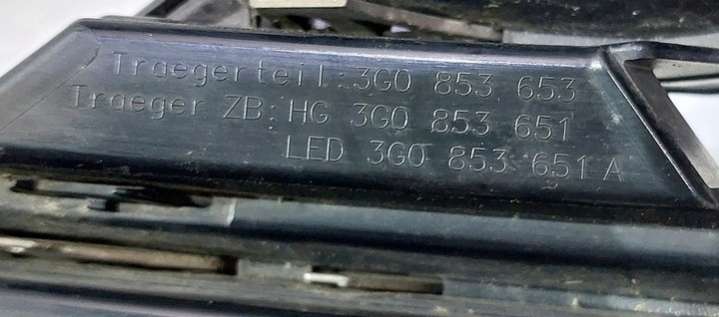 Traegerteil: 3G0 853 653
Traeger ZB: HG 3G0 853 651
LED 3G0 853 651 A